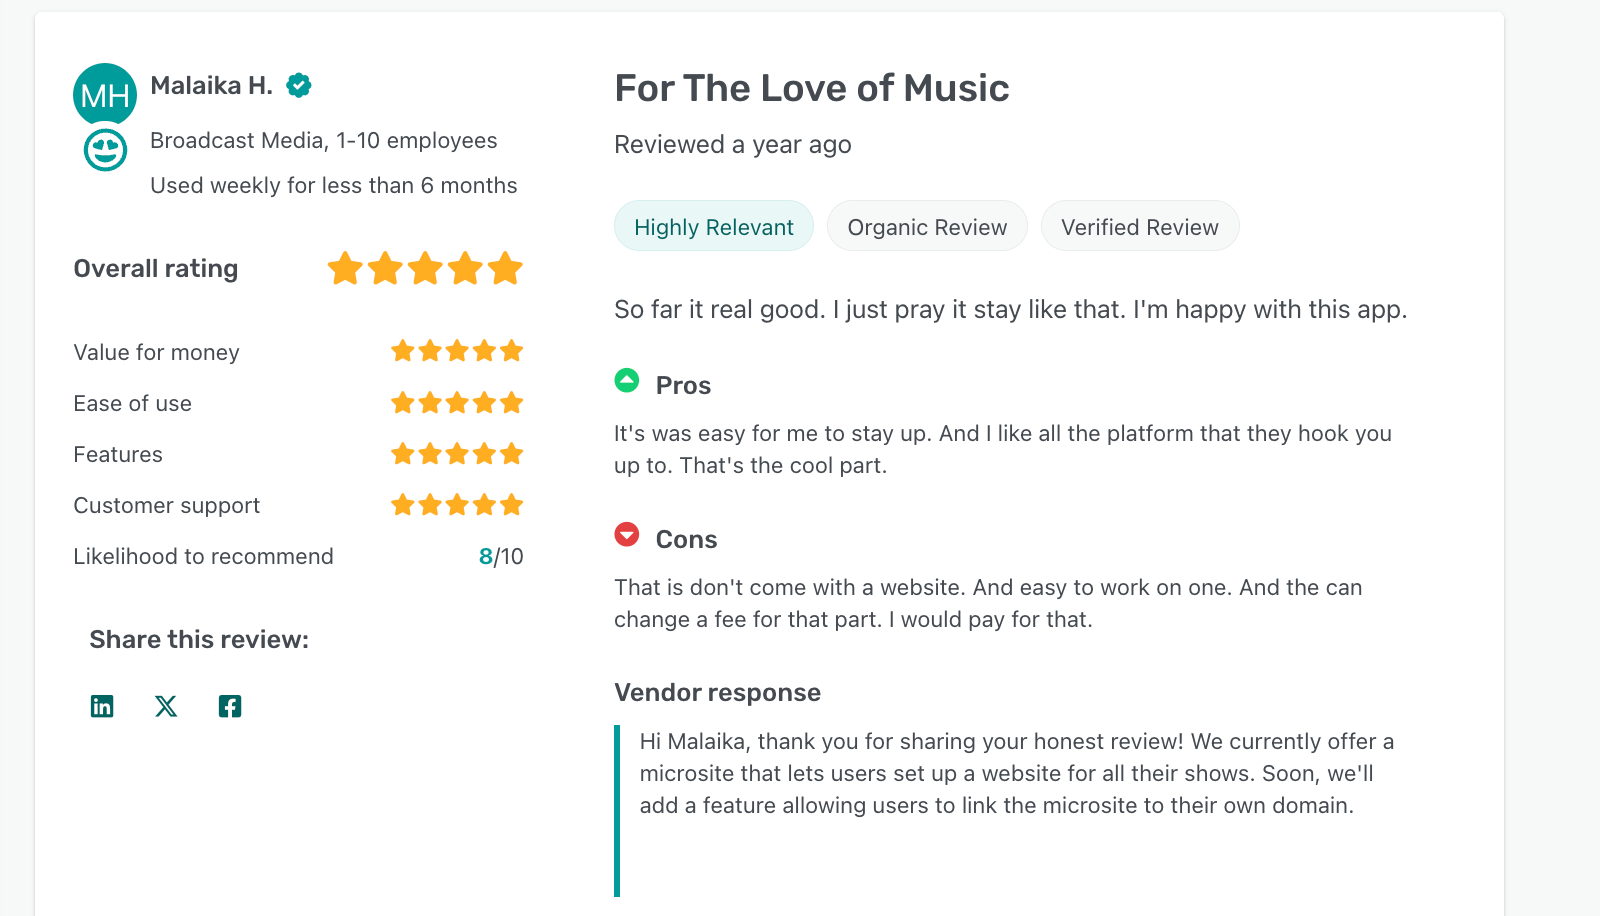 MH
Malaika H.
Broadcast Media, 1-10 employees
Used weekly for less than 6 months
Overall rating
Value for money
Ease of use
Features
Customer support
Likelihood to recommend 8/10
Share this review:
For The Love of Music
Reviewed a year ago
Highly Relevant Organic Review Verified Review
So far it real good. I just pray it stay like that. I'm happy with this app.
Pros
It's was easy for me to stay up. And I like all the platform that they hook you
up to. That's the cool part.
Cons
That is don't come with a website. And easy to work on one. And the can
change a fee for that part. I would pay for that.
Vendor response
Hi Malaika, thank you for sharing your honest review! We currently offer a
microsite that lets users set up a website for all their shows. Soon, we'll
add a feature allowing users to link the microsite to their own domain.